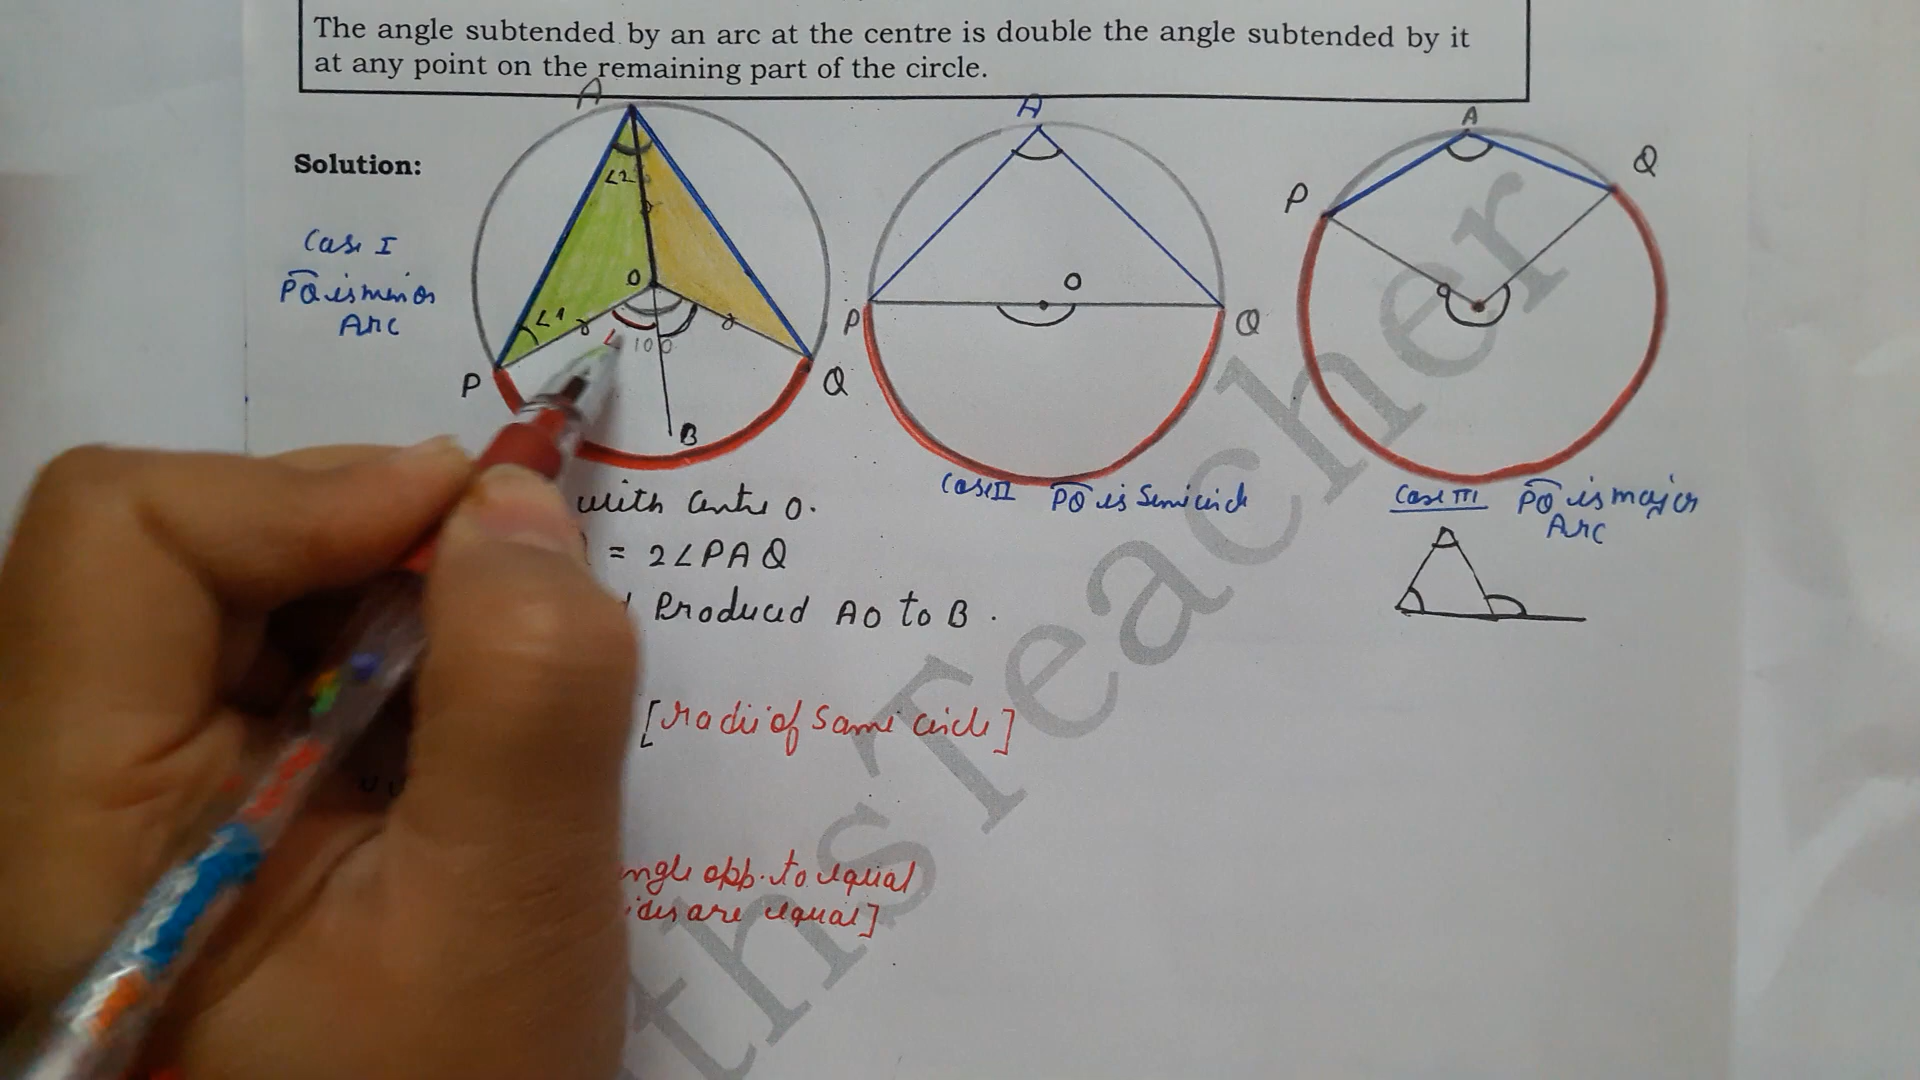 The angle subtended by an arc at the centre is double the angle subtended by it
at any point on the remaining part of the circle.
Solution:
Case I
PQ is minor
Arc
A
∠2
O
∠1
r
r
100
P
Q
B
A
O
P
Q
Case II PQ is Semicircle
A
Q
P
Case III PQ is major
Arc
with Centre O.
= 2∠PAQ
Produced AO to B.
[radii of same circle]
angle opp. to equal
sides are equal]
Teacher